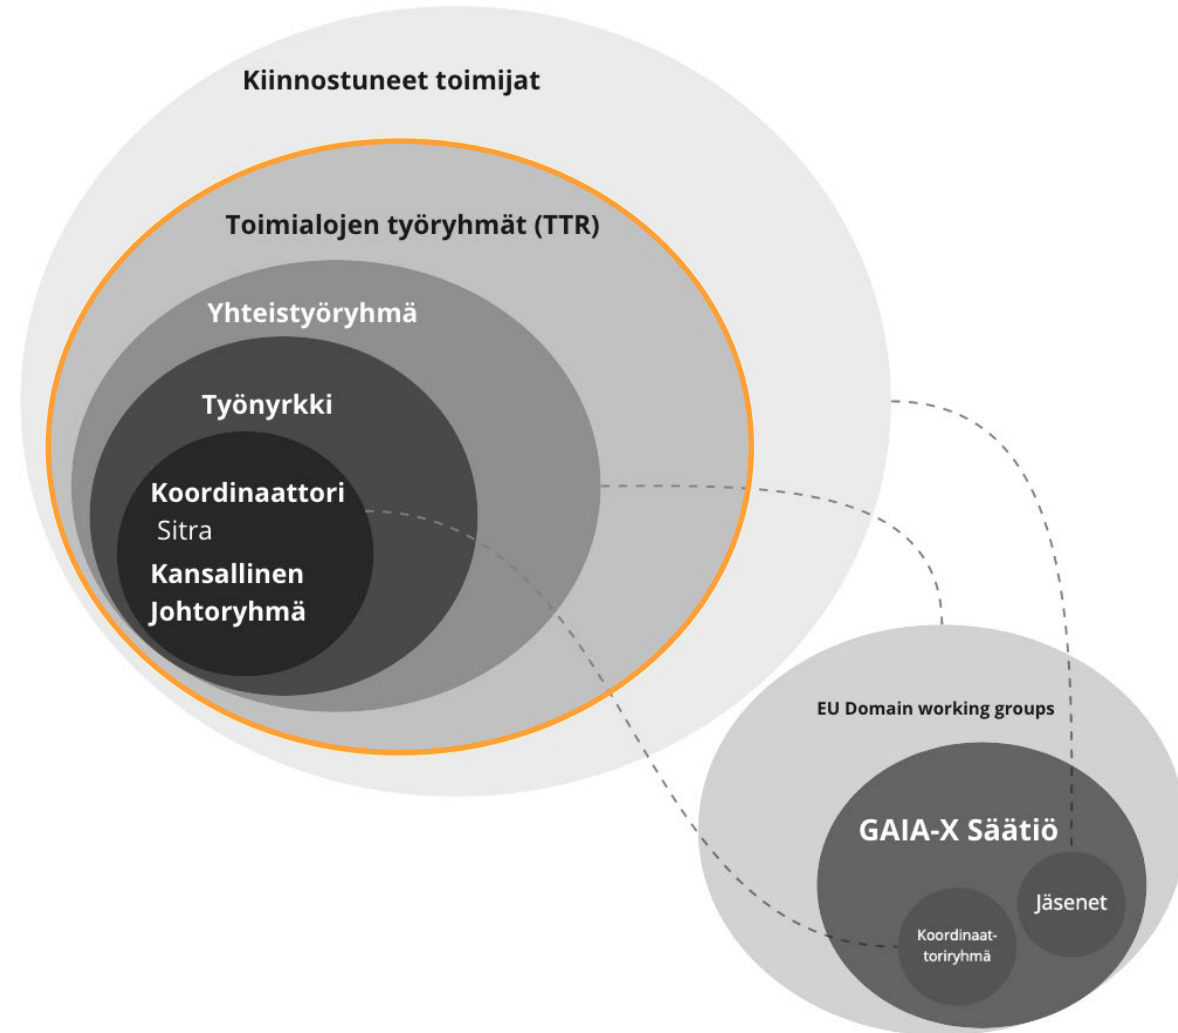 Kiinnostuneet toimijat
Toimialojen työryhmät (TTR)
Yhteistyöryhmä
Työnyrkki
Koordinaattori
Sitra
Kansallinen
Johtoryhmä
EU Domain working groups
GAIA-X Säätiö
Jäsenet
Koordinaat-
toriryhmä